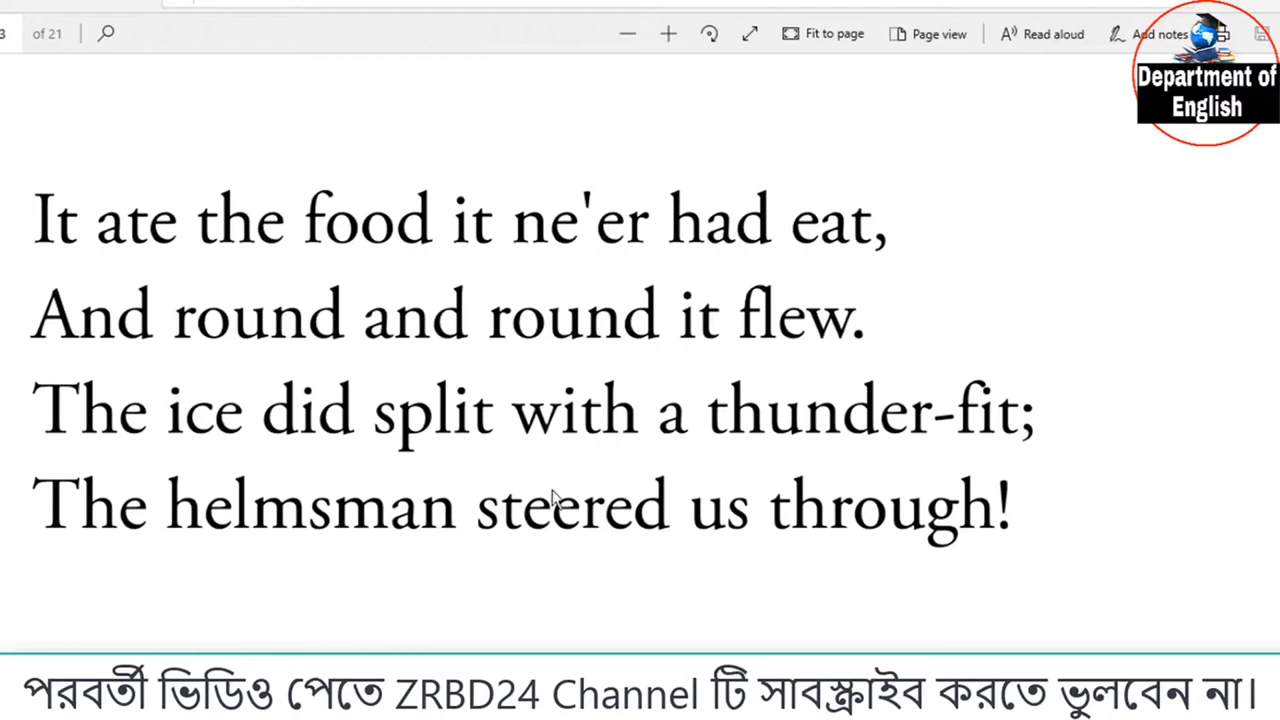 3 of 21 Fit to page Page view Read aloud Add notes
Department of
English
It ate the food it ne'er had eat,
And round and round it flew.
The ice did split with a thunder-fit;
The helmsman steered us through!
পরবর্তী ভিডিও পেতে ZRBD24 Channel টি সাবস্ক্রাইব করতে ভুলবেন না।